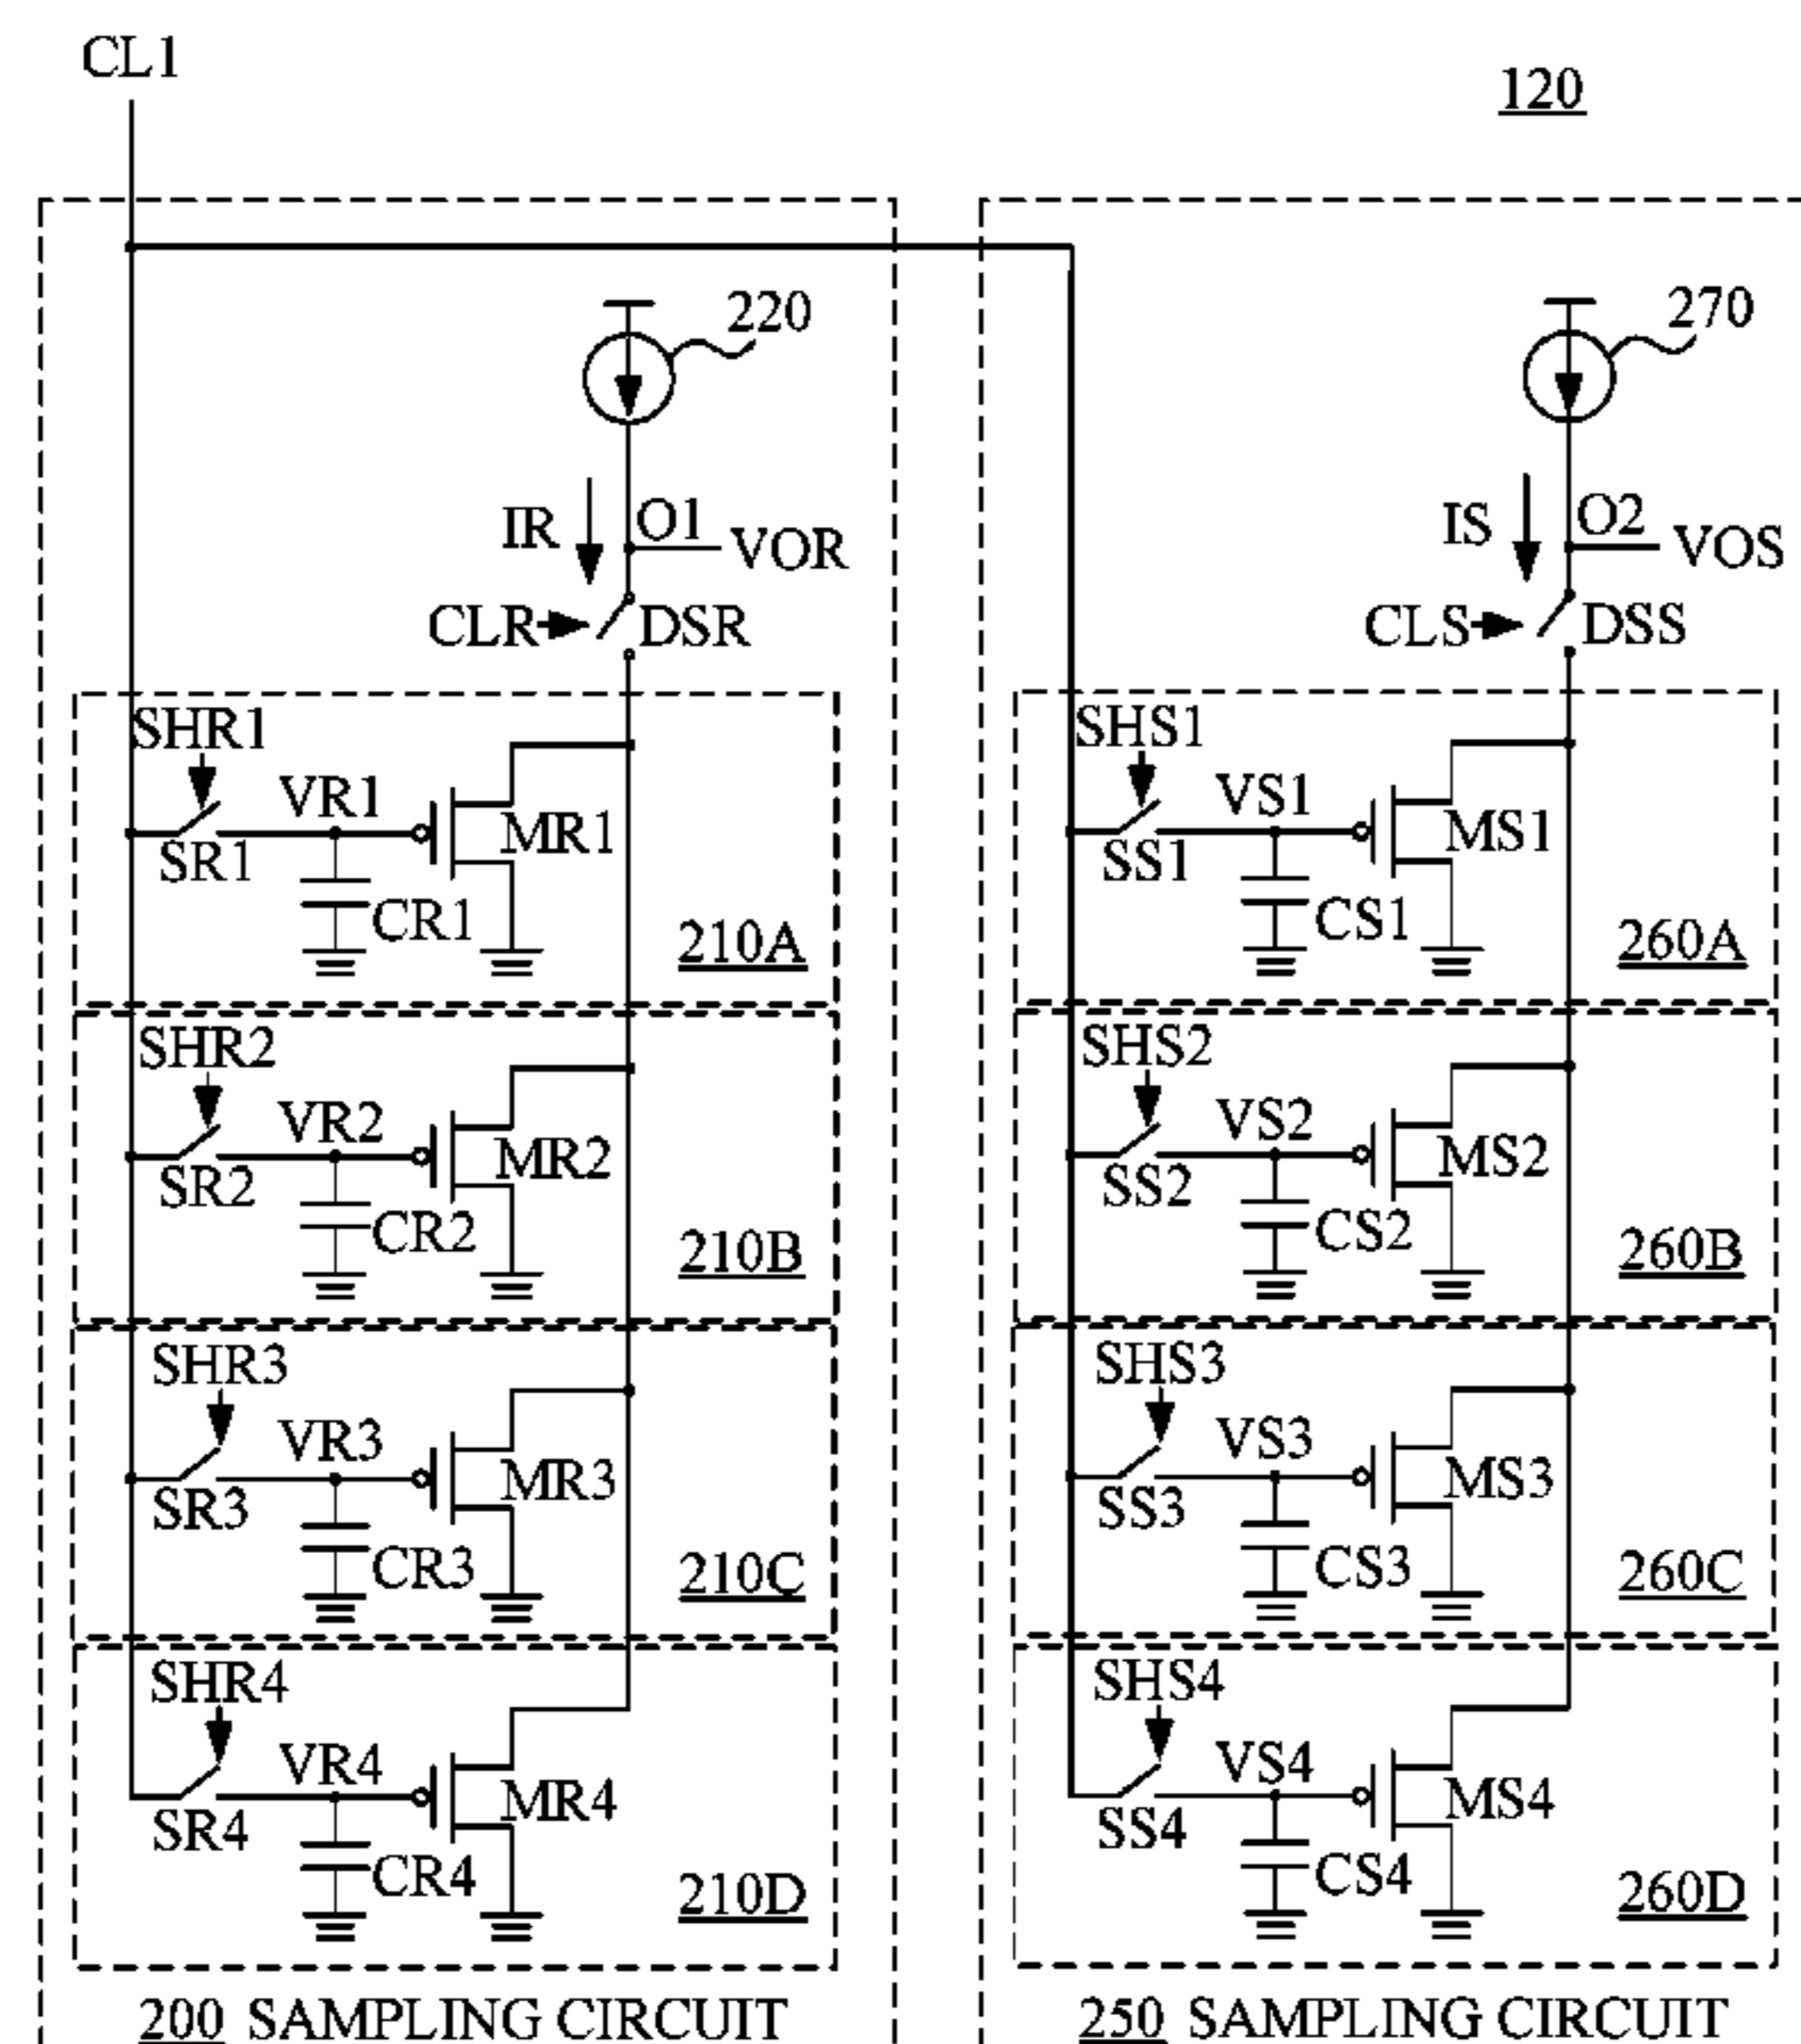 CL1
120
220
IR
O1
VOR
CLR
DSR
SHR1
VR1
MR1
SR1
CR1
210A
SHR2
VR2
MR2
SR2
CR2
210B
SHR3
VR3
MR3
SR3
CR3
210C
SHR4
VR4
MR4
SR4
CR4
210D
200 SAMPLING CIRCUIT
270
IS
O2
VOS
CLS
DSS
SHS1
VS1
MS1
SS1
CS1
260A
SHS2
VS2
MS2
SS2
CS2
260B
SHS3
VS3
MS3
SS3
CS3
260C
SHS4
VS4
MS4
SS4
CS4
260D
250 SAMPLING CIRCUIT